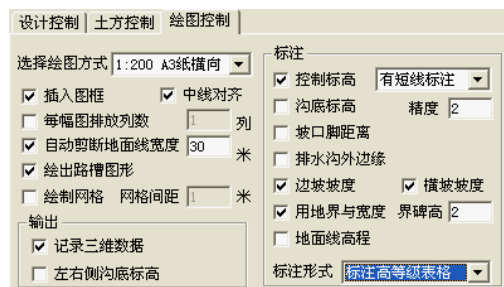 设计控制 土方控制 绘图控制
选择绘图方式 1:200 A3纸横向
插入图框 中线对齐
每幅图排放列数 1 列
自动剪断地面线宽度 30 米
绘出路槽图形
绘制网格 网格间距 1 米
输出
记录三维数据
左右侧沟底标高
标注
控制标高 有短线标注
沟底标高 精度 2
坡口脚距离
排水沟外边缘
边坡坡度 横坡坡度
用地界与宽度 界碑高 2
地面线高程
标注形式 标注高等级表格